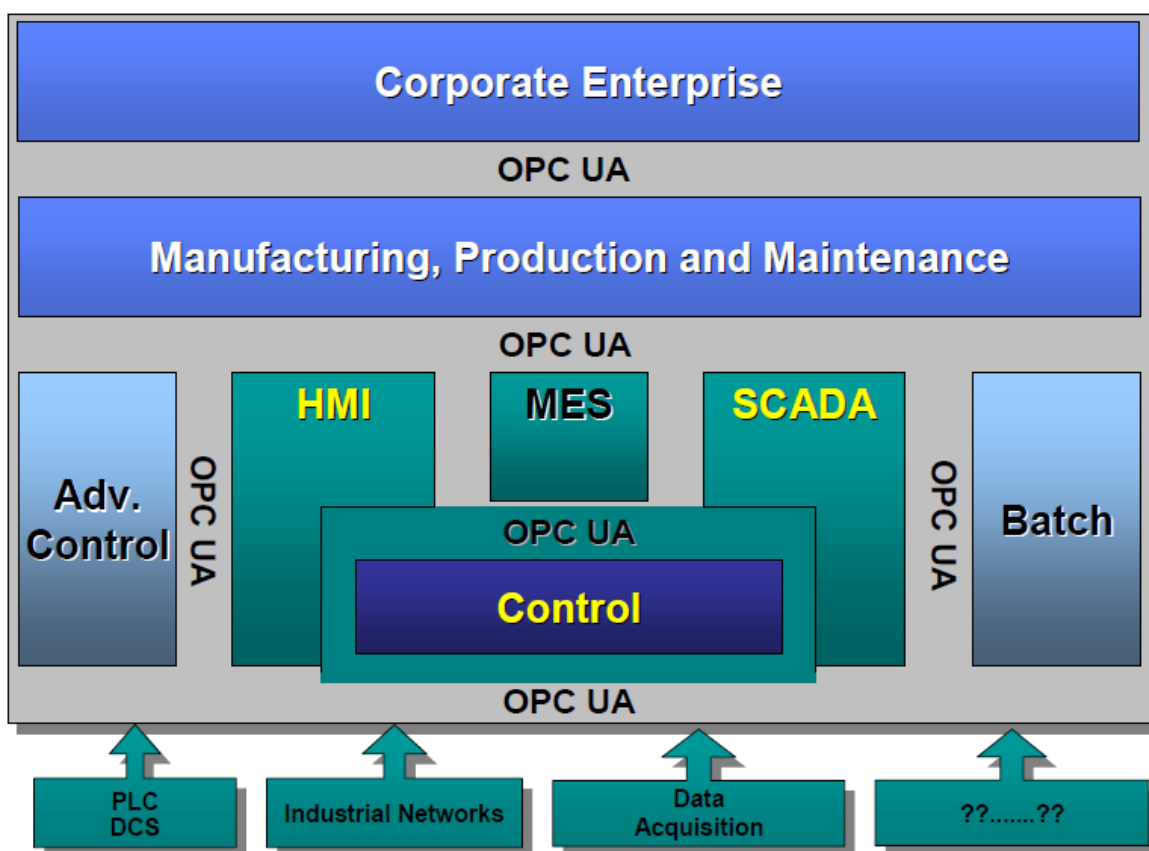 Corporate Enterprise
OPC UA
Manufacturing, Production and Maintenance
OPC UA
Adv.
Control
OPC UA
HMI
MES
SCADA
OPC UA
Control
OPC UA
Batch
OPC UA
PLC
DCS
Industrial Networks
Data
Acquisition
??.......??